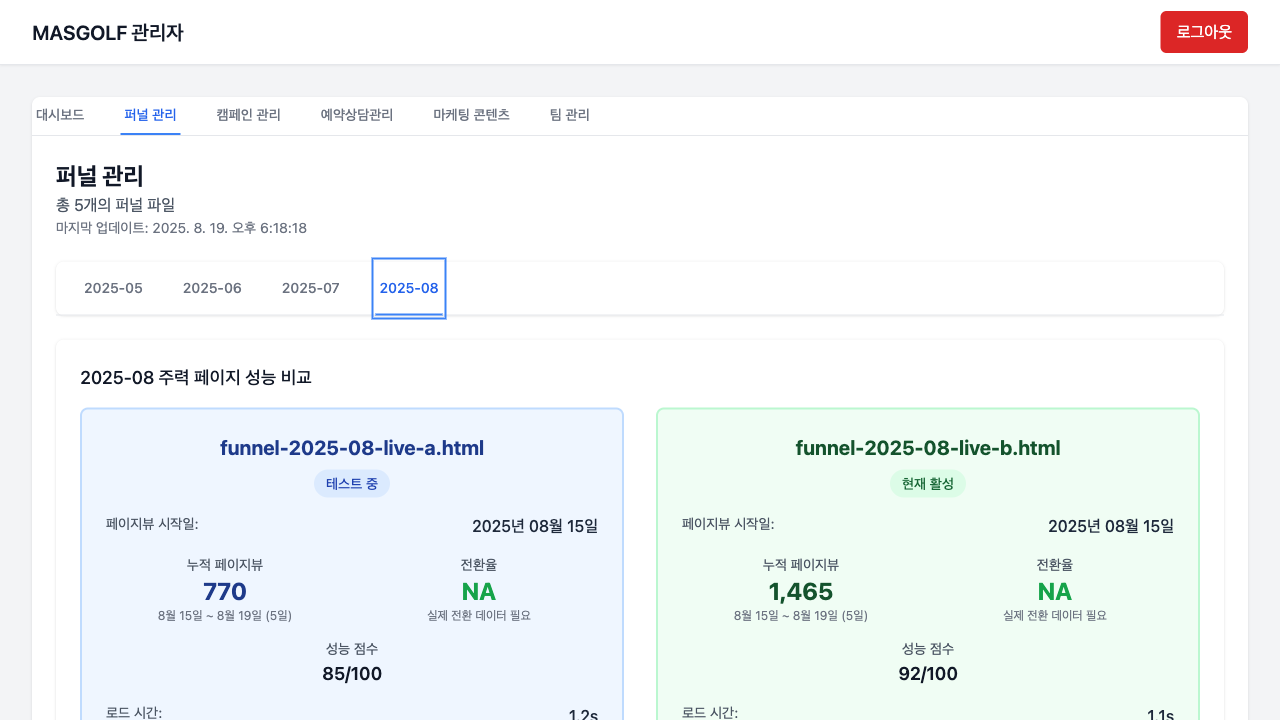 MASGOLF 관리자
로그아웃
대시보드 퍼널 관리 캠페인 관리 예약상담관리 마케팅 콘텐츠 팀 관리
퍼널 관리
총 5개의 퍼널 파일
마지막 업데이트: 2025. 8. 19. 오후 6:18:18
2025-05 2025-06 2025-07 2025-08
2025-08 주력 페이지 성능 비교
funnel-2025-08-live-a.html
테스트 중
페이지뷰 시작일: 2025년 08월 15일
누적 페이지뷰 전환율
770 NA
8월 15일 ~ 8월 19일 (5일) 실제 전환 데이터 필요
성능 점수
85/100
로드 시간: 1.2s
funnel-2025-08-live-b.html
현재 활성
페이지뷰 시작일: 2025년 08월 15일
누적 페이지뷰 전환율
1,465 NA
8월 15일 ~ 8월 19일 (5일) 실제 전환 데이터 필요
성능 점수
92/100
로드 시간: 1.1s